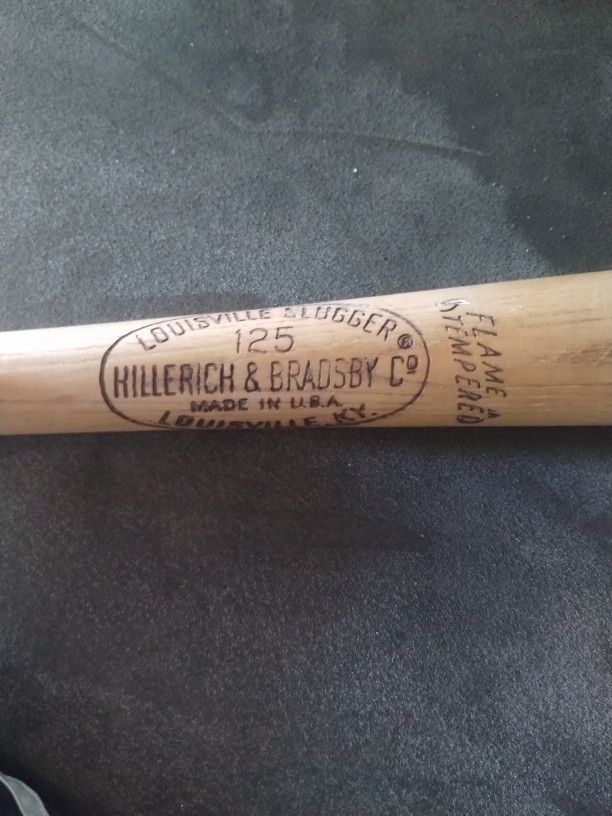 LOUISVILLE SLUGGER®
125
HILLERICH & BRADSBY Cº
MADE IN U.S.A.
LOUISVILLE, KY.
FLAME
TEMPERED